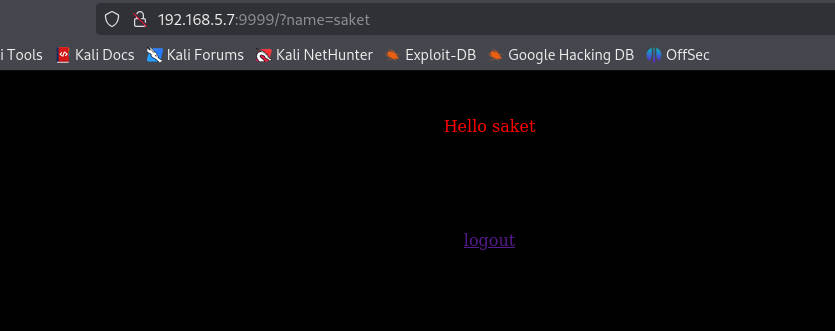 192.168.5.7:9999/?name=saket
i Tools Kali Docs Kali Forums Kali NetHunter Exploit-DB Google Hacking DB OffSec
Hello saket
logout